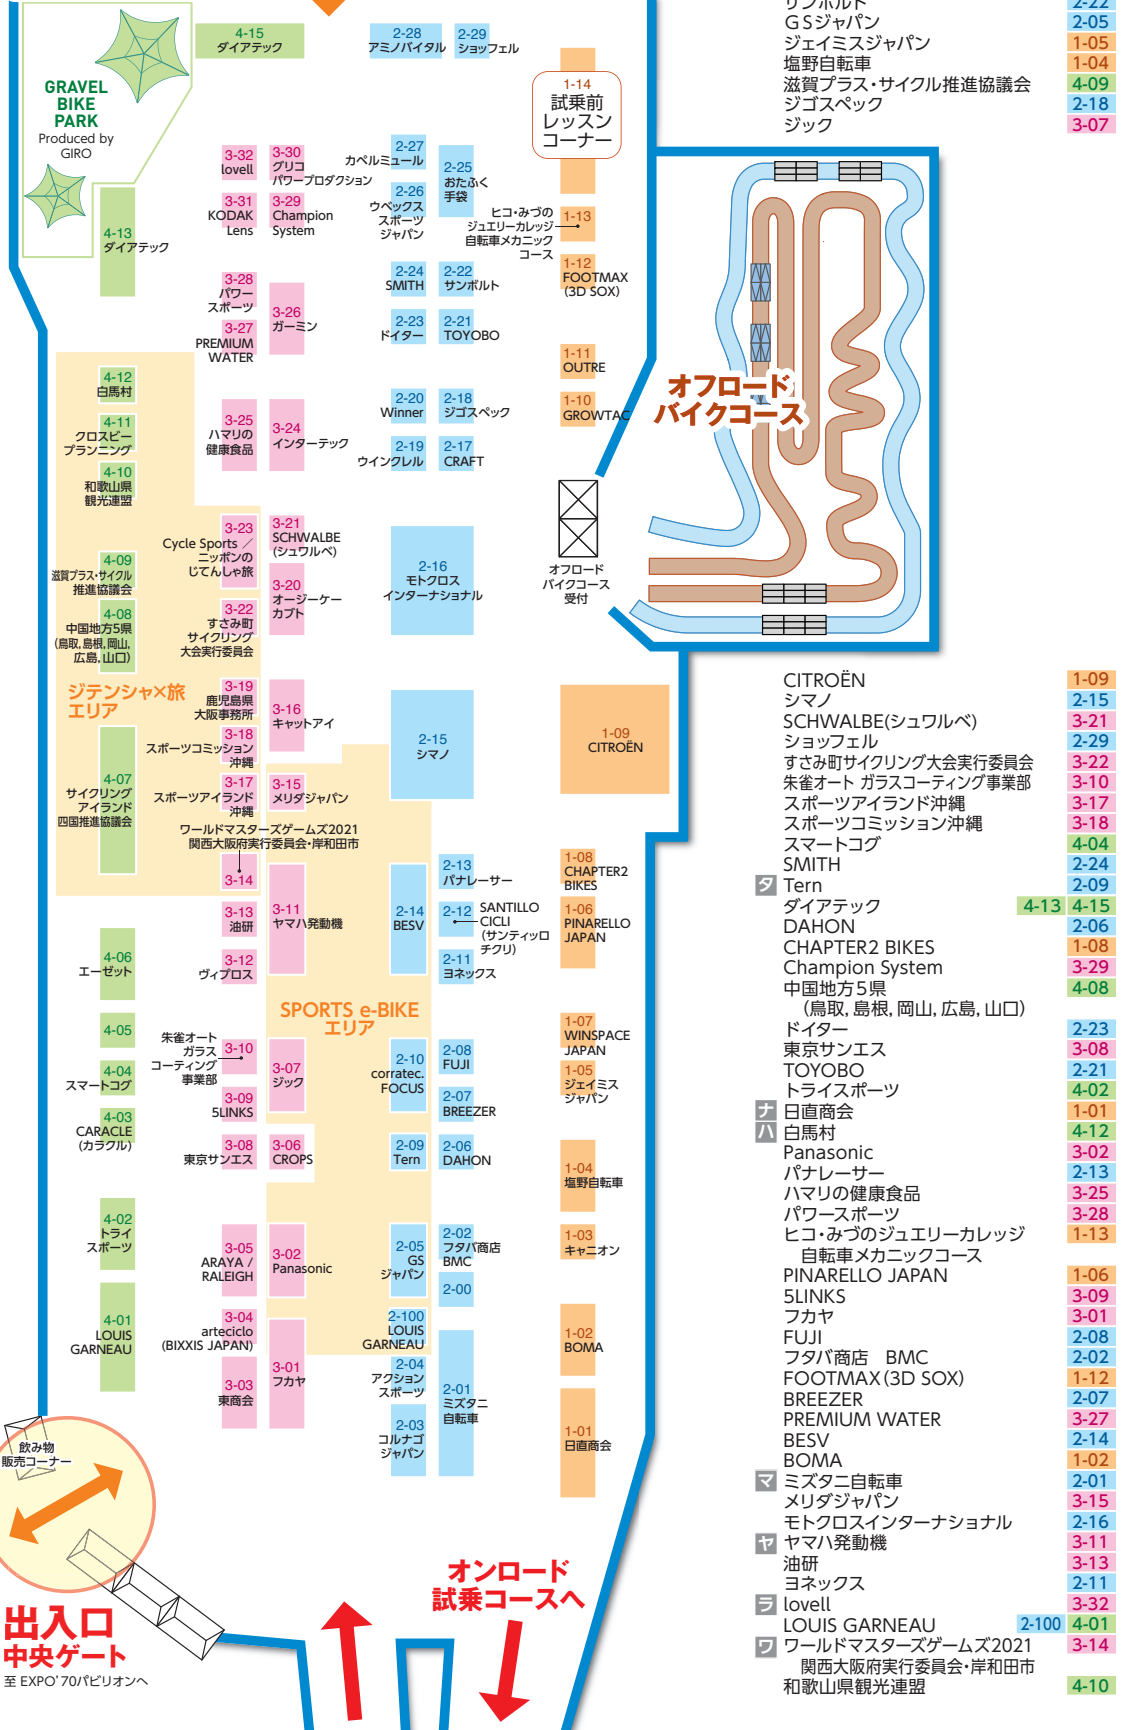 4-15
ダイアテック
2-28
アミノバイタル
2-29
ショッフェル
GRAVEL
BIKE
PARK
Produced by
GIRO
1-14
試乗前
レッスン
コーナー
3-32
lovell
3-30
グリコ
パワープロダクション
2-27
カペルミュール
2-25
おたふく
手袋
3-31
KODAK
Lens
3-29
Champion
System
2-26
ウベックス
スポーツ
ジャパン
ヒコ・みづの
ジュエリーカレッジ
自転車メカニック
コース
1-13
4-13
ダイアテック
1-12
FOOTMAX
(3D SOX)
3-28
パワー
スポーツ
3-26
ガーミン
2-24
SMITH
2-22
サンボルト
3-27
PREMIUM
WATER
2-23
ドイター
2-21
TOYOBO
1-11
OUTRE
4-12
白馬村
1-10
GROWTAC
4-11
クロスビー
プランニング
3-25
ハマリの
健康食品
3-24
インターテック
2-20
Winner
2-18
ジゴスペック
4-10
和歌山県
観光連盟
2-19
ウインクレル
2-17
CRAFT
オフロード
バイクコース
3-23
Cycle Sports ／
ニッポンの
じてんしゃ旅
3-21
SCHWALBE
(シュワルベ)
オフロード
バイクコース
受付
4-09
滋賀プラス・サイクル
推進協議会
3-20
オージーケー
カブト
2-16
モトクロス
インターナショナル
4-08
中国地方5県
(鳥取,島根,岡山,
広島,山口)
3-22
すさみ町
サイクリング
大会実行委員会
ジテンシャ×旅
エリア
3-19
鹿児島県
大阪事務所
3-16
キャットアイ
3-18
スポーツコミッション
沖縄
2-15
シマノ
1-09
CITROËN
4-07
サイクリング
アイランド
四国推進協議会
3-17
スポーツアイランド
沖縄
3-15
メリダジャパン
ワールドマスターズゲームズ2021
関西大阪府実行委員会・岸和田市
3-14
2-13
パナレーサー
1-08
CHAPTER2
BIKES
3-13
油研
3-11
ヤマハ発動機
2-14
BESV
2-12
SANTILLO
CICLI
(サンティッロ
チクリ)
1-06
PINARELLO
JAPAN
4-06
エーゼット
3-12
ヴィプロス
2-11
ヨネックス
SPORTS e-BIKE
エリア
4-05
朱雀オート
ガラス
コーティング
事業部
3-10
3-07
ジック
2-10
corratec.
FOCUS
2-08
FUJI
1-07
WINSPACE
JAPAN
4-04
スマートコグ
3-09
5LINKS
2-07
BREEZER
1-05
ジェイミス
ジャパン
4-03
CARACLE
(カラクル)
3-08
東京サンエス
3-06
CROPS
2-09
Tern
2-06
DAHON
1-04
塩野自転車
4-02
トライ
スポーツ
3-05
ARAYA /
RALEIGH
3-02
Panasonic
2-05
GS
ジャパン
2-02
フタバ商店
BMC
1-03
キャニオン
2-00
4-01
LOUIS
GARNEAU
3-04
arteciclo
(BIXXIS JAPAN)
2-100
LOUIS
GARNEAU
1-02
BOMA
3-03
東商会
3-01
フカヤ
2-04
アクション
スポーツ
2-01
ミズタニ
自転車
2-03
コルナゴ
ジャパン
1-01
日直商会
飲み物
販売コーナー
出入口
中央ゲート
至 EXPO'70パビリオンへ
オンロード
試乗コースへ
サンボルト 2-22
GSジャパン 2-05
ジェイミスジャパン 1-05
塩野自転車 1-04
滋賀プラス・サイクル推進協議会 4-09
ジゴスペック 2-18
ジック 3-07
CITROËN 1-09
シマノ 2-15
SCHWALBE(シュワルベ) 3-21
ショッフェル 2-29
すさみ町サイクリング大会実行委員会 3-22
朱雀オート ガラスコーティング事業部 3-10
スポーツアイランド沖縄 3-17
スポーツコミッション沖縄 3-18
スマートコグ 4-04
SMITH 2-24
タ Tern 2-09
ダイアテック 4-13 4-15
DAHON 2-06
CHAPTER2 BIKES 1-08
Champion System 3-29
中国地方5県 4-08
(鳥取,島根,岡山,広島,山口)
ドイター 2-23
東京サンエス 3-08
TOYOBO 2-21
トライスポーツ 4-02
ナ 日直商会 1-01
ハ 白馬村 4-12
Panasonic 3-02
パナレーサー 2-13
ハマリの健康食品 3-25
パワースポーツ 3-28
ヒコ・みづのジュエリーカレッジ 1-13
自転車メカニックコース
PINARELLO JAPAN 1-06
5LINKS 3-09
フカヤ 3-01
FUJI 2-08
フタバ商店 BMC 2-02
FOOTMAX(3D SOX) 1-12
BREEZER 2-07
PREMIUM WATER 3-27
BESV 2-14
BOMA 1-02
マ ミズタニ自転車 2-01
メリダジャパン 3-15
モトクロスインターナショナル 2-16
ヤ ヤマハ発動機 3-11
油研 3-13
ヨネックス 2-11
ラ lovell 3-32
LOUIS GARNEAU 2-100 4-01
ワ ワールドマスターズゲームズ2021 3-14
関西大阪府実行委員会・岸和田市
和歌山県観光連盟 4-10